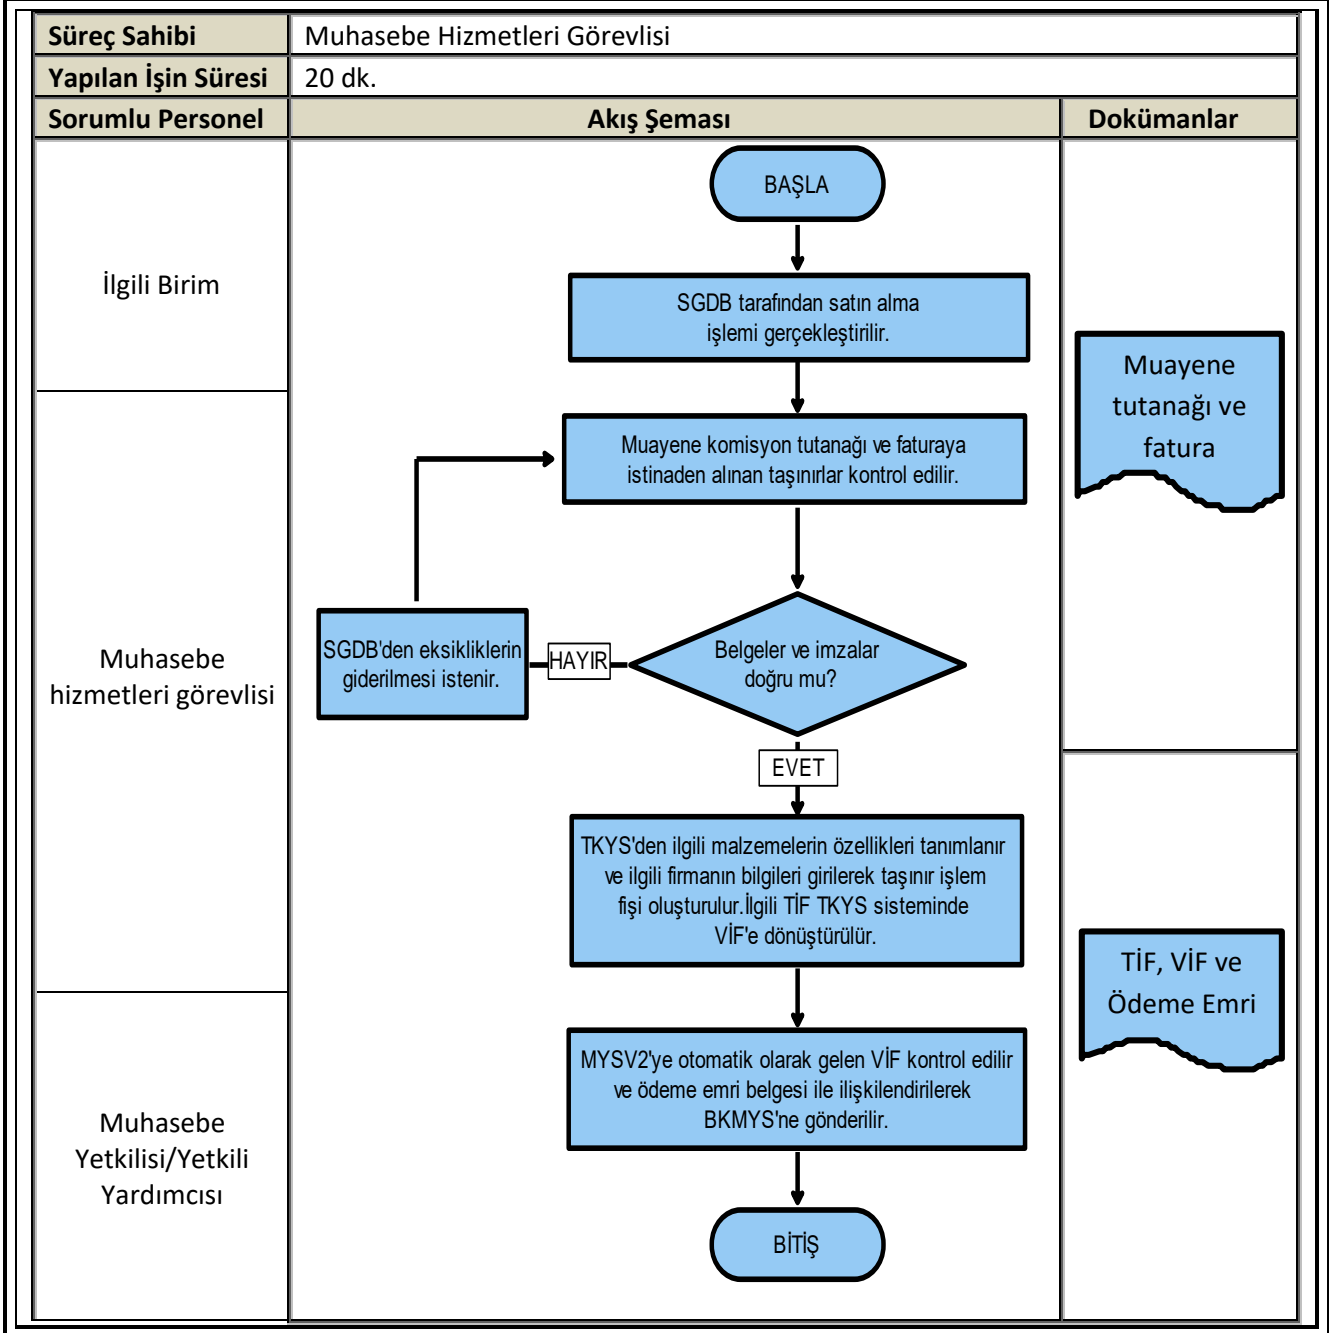 Süreç Sahibi
Muhasebe Hizmetleri Görevlisi
Yapılan İşin Süresi
20 dk.
Sorumlu Personel
Akış Şeması
Dokümanlar
BAŞLA
İlgili Birim
SGDB tarafından satın alma
işlemi gerçekleştirilir.
Muayene
tutanağı ve
fatura
Muayene komisyon tutanağı ve faturaya
istinaden alınan taşınırlar kontrol edilir.
Muhasebe
hizmetleri görevlisi
SGDB'den eksikliklerin
giderilmesi istenir.
HAYIR
Belgeler ve imzalar
doğru mu?
EVET
TKYS'den ilgili malzemelerin özellikleri tanımlanır
ve ilgili firmanın bilgileri girilerek taşınır işlem
fişi oluşturulur.İlgili TİF TKYS sisteminde
VİF'e dönüştürülür.
TİF, VİF ve
Ödeme Emri
MYSV2'ye otomatik olarak gelen VİF kontrol edilir
ve ödeme emri belgesi ile ilişkilendirilerek
BKMYS'ne gönderilir.
Muhasebe
Yetkilisi/Yetkili
Yardımcısı
BİTİŞ